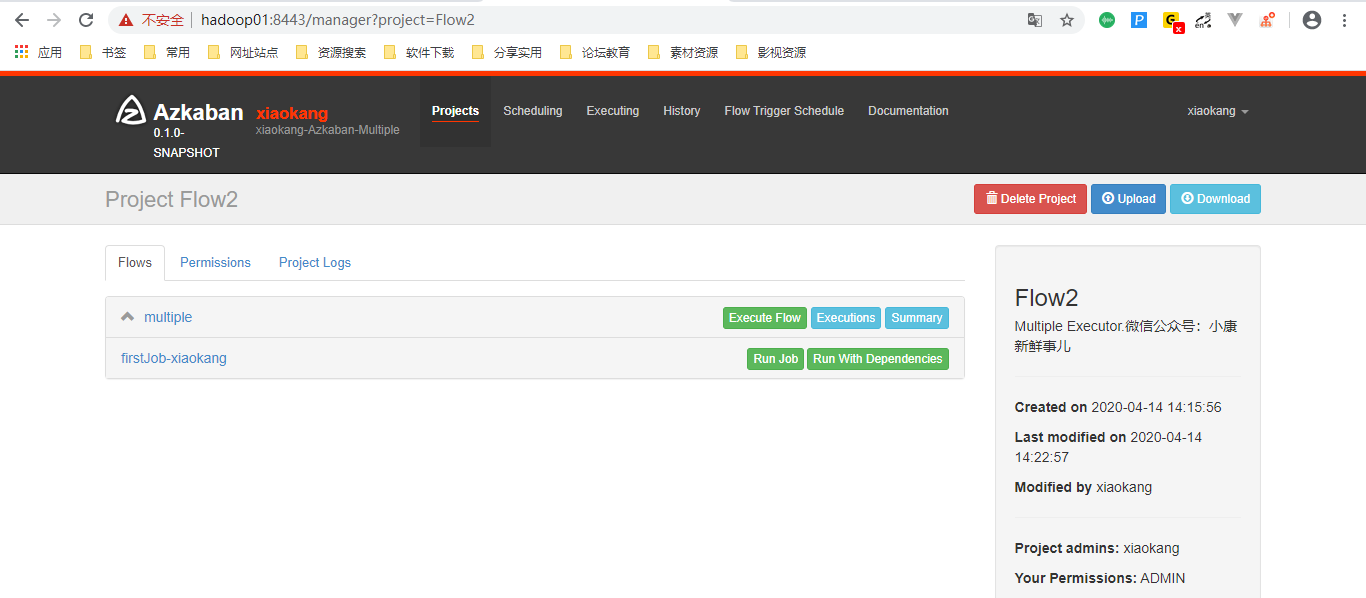 不安全 hadoop01:8443/manager?project=Flow2
应用 书签 常用 网址站点 资源搜索 软件下载 分享实用 论坛教育 素材资源 影视资源
Azkaban xiaokang Projects Scheduling Executing History Flow Trigger Schedule Documentation xiaokang
0.1.0- xiaokang-Azkaban-Multiple
SNAPSHOT
Project Flow2 Delete Project Upload Download
Flows Permissions Project Logs
multiple Execute Flow Executions Summary
firstJob-xiaokang Run Job Run With Dependencies
Flow2
Multiple Executor.微信公众号：小康
新鲜事儿
Created on 2020-04-14 14:15:56
Last modified on 2020-04-14
14:22:57
Modified by xiaokang
Project admins: xiaokang
Your Permissions: ADMIN